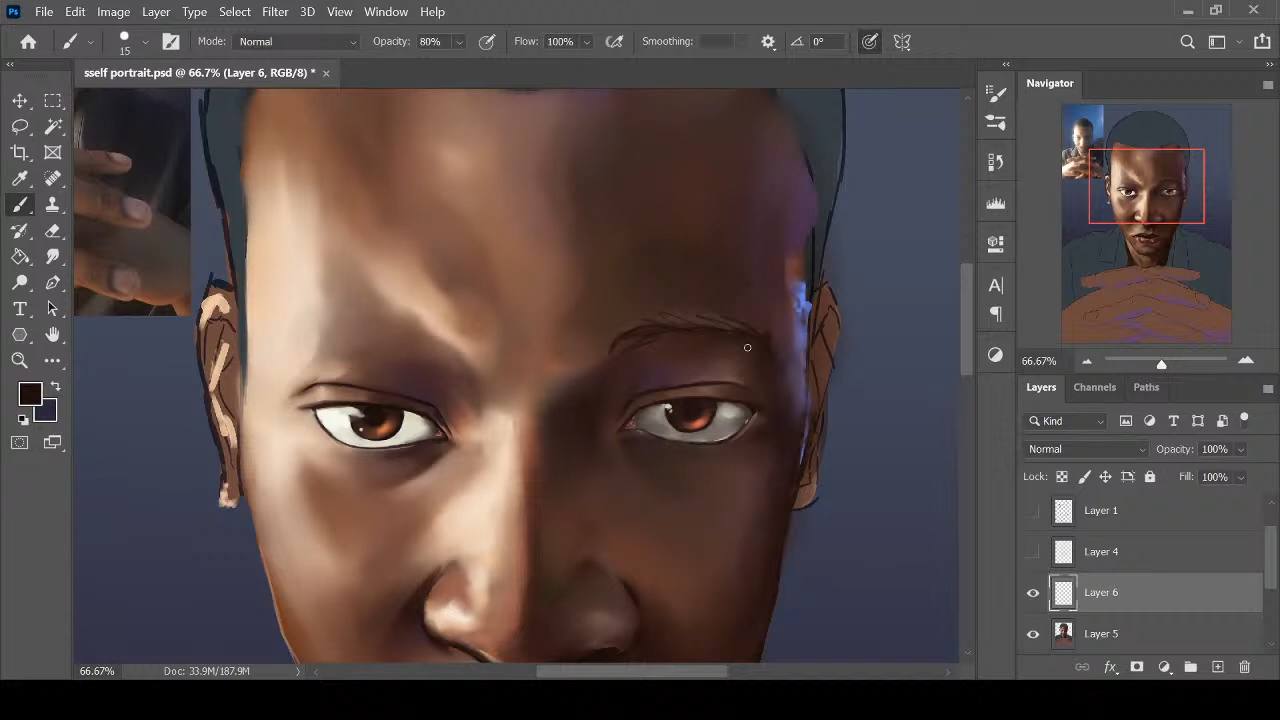 Ps File Edit Image Layer Type Select Filter 3D View Window Help
15 Mode: Normal Opacity: 80% Flow: 100% Smoothing: 0°
sself portrait.psd @ 66.7% (Layer 6, RGB/8) *
Navigator
66.67%
Layers Channels Paths
Kind
Normal Opacity: 100%
Lock: Fill: 100%
Layer 1
Layer 4
Layer 6
Layer 5
66.67% Doc: 33.9M/187.9M